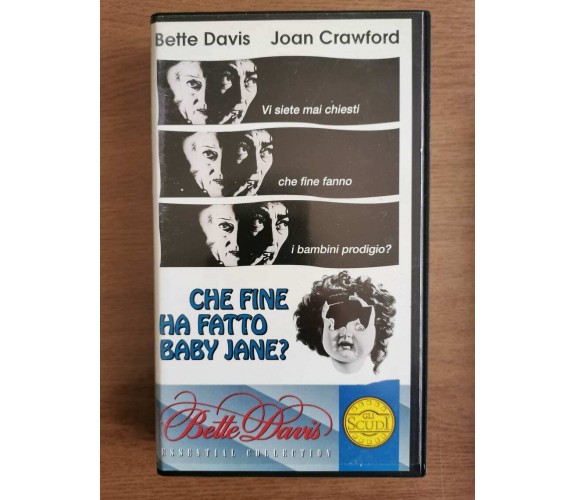 Bette Davis Joan Crawford
Vi siete mai chiesti
che fine fanno
i bambini prodigio?
CHE FINE
HA FATTO
BABY JANE?
Bette Davis
ESSENTIAL COLLECTION
GLI
SCUDI